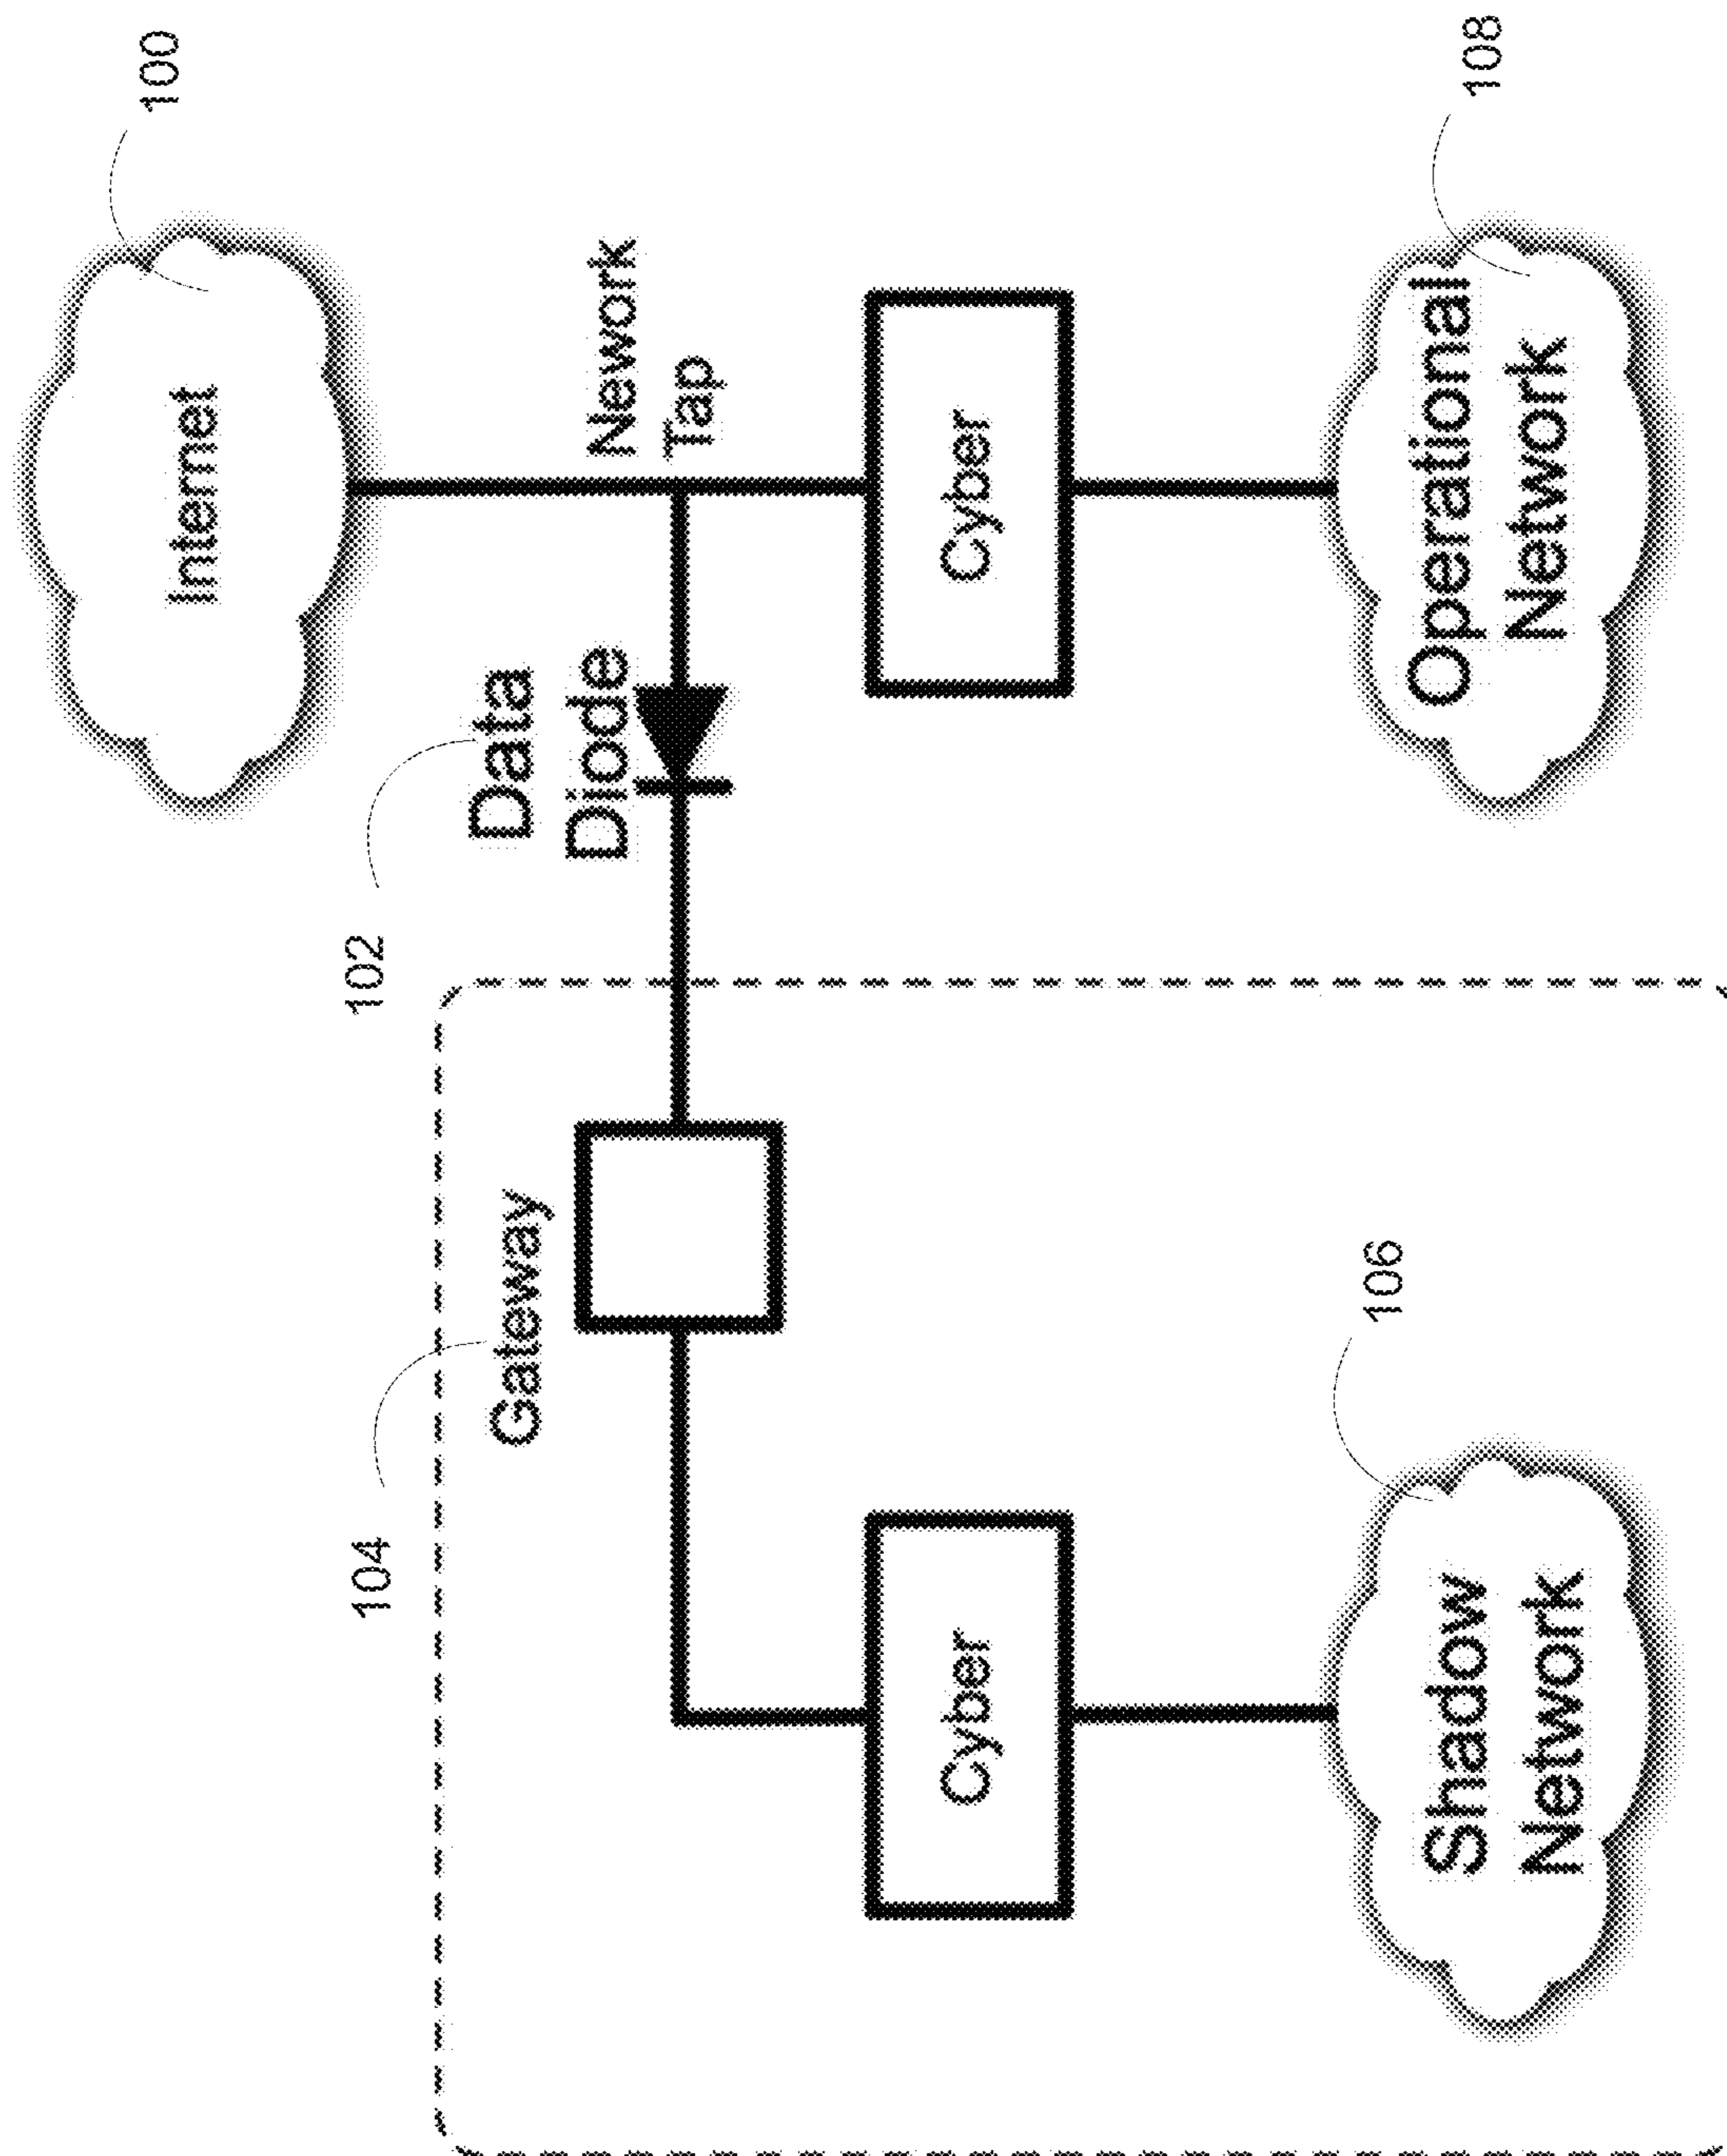 100
Internet
Nework
Tap
102
Data
Diode
Cyber
108
Operational
Network
104
Gateway
Cyber
106
Shadow
Network